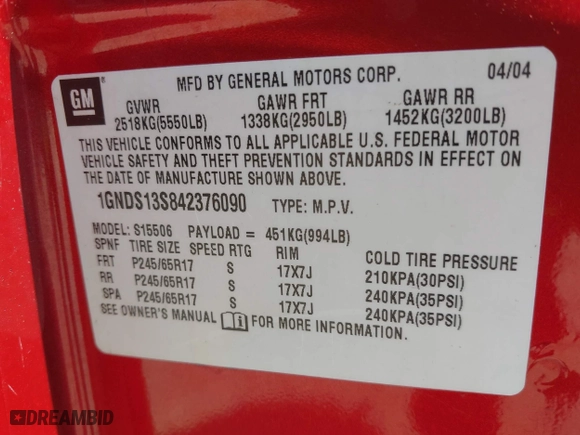 GM
MFD BY GENERAL MOTORS CORP. 04/04
GVWR GAWR FRT GAWR RR
2518KG(5550LB) 1338KG(2950LB) 1452KG(3200LB)
THIS VEHICLE CONFORMS TO ALL APPLICABLE U.S. FEDERAL MOTOR
VEHICLE SAFETY AND THEFT PREVENTION STANDARDS IN EFFECT ON
THE DATE OF MANUFACTURE SHOWN ABOVE.
1GNDS13S842376090 TYPE: M.P.V.
MODEL: S15506 PAYLOAD = 451KG(994LB)
SPNF TIRE SIZE SPEED RTG RIM COLD TIRE PRESSURE
FRT P245/65R17 S 17X7J 210KPA(30PSI)
RR P245/65R17 S 17X7J 240KPA(35PSI)
SPA P245/65R17 S 17X7J 240KPA(35PSI)
SEE OWNER'S MANUAL FOR MORE INFORMATION.
DREAMBID